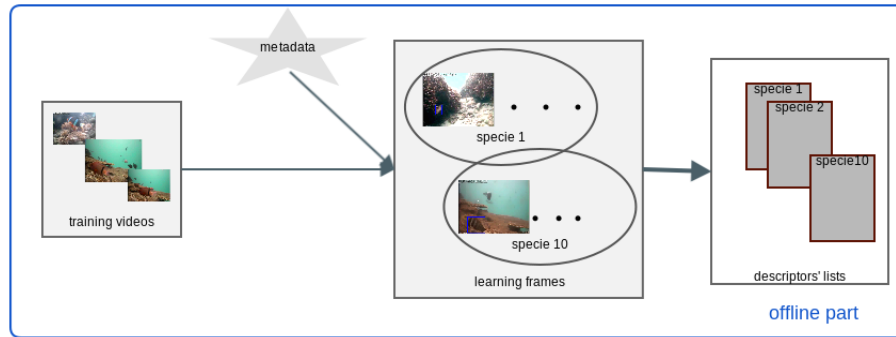 metadata
training videos
specie 1
specie 10
learning frames
specie 1
specie 2
specie10
descriptors' lists
offline part